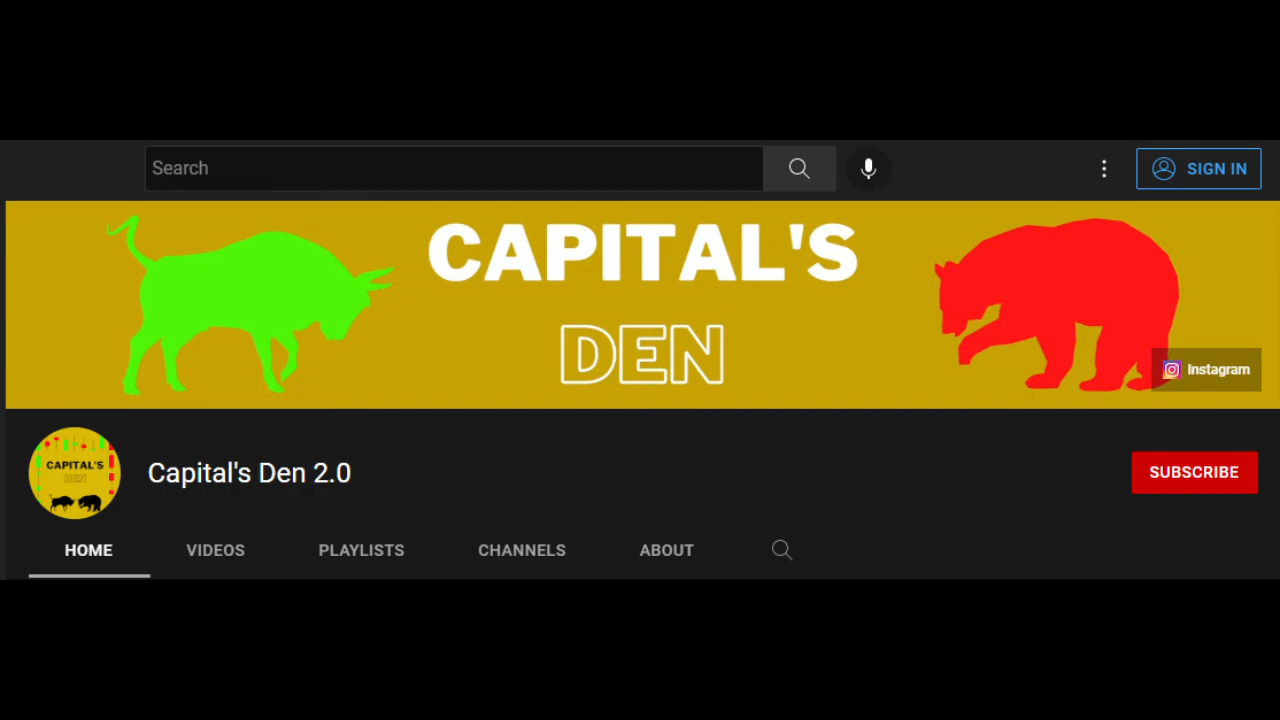 Search
SIGN IN
CAPITAL'S
DEN
Instagram
CAPITAL'S
DEN
Capital's Den 2.0
SUBSCRIBE
HOME VIDEOS PLAYLISTS CHANNELS ABOUT